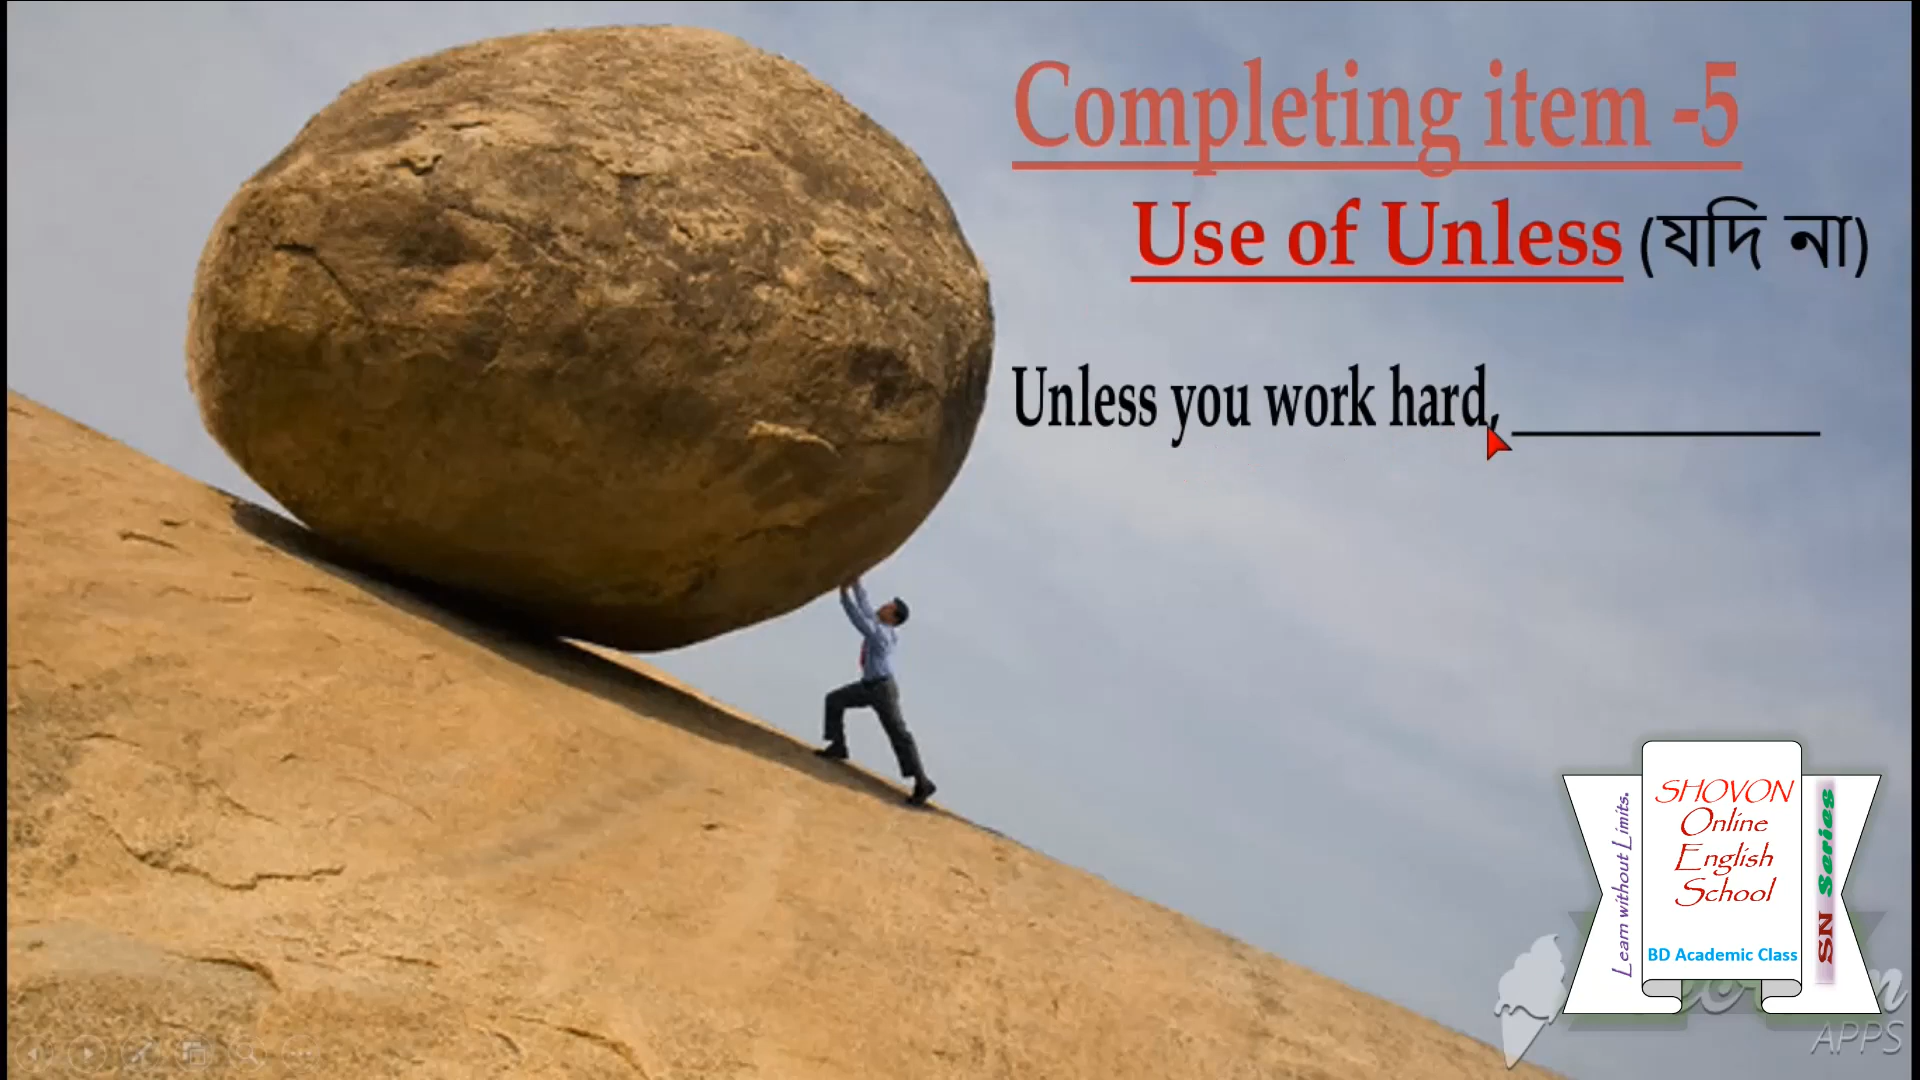 Completing item -5
Use of Unless (যদি না)
Unless you work hard, ____________
Learn without Limits.
SHOVON
Online
English
School
BD Academic Class
SN Series
APPS